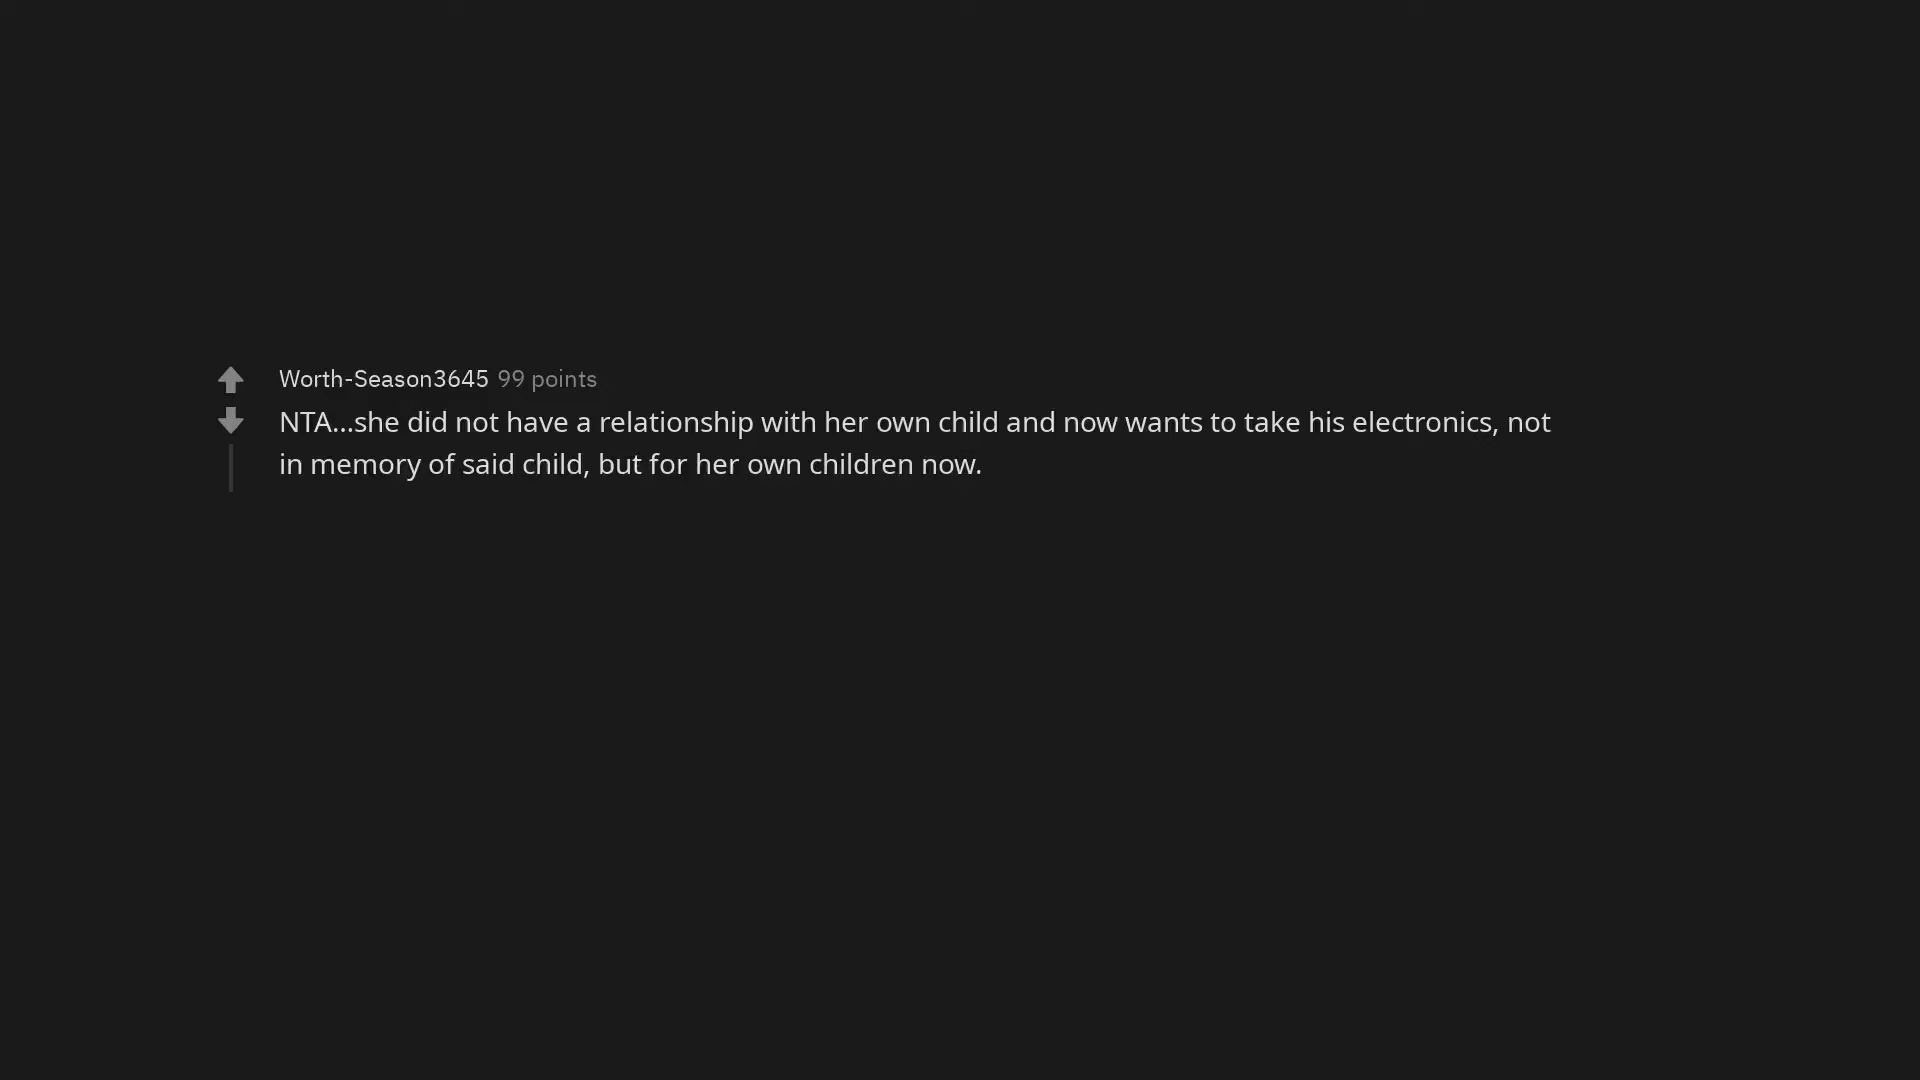 Worth-Season3645 99 points
NTA...she did not have a relationship with her own child and now wants to take his electronics, not
in memory of said child, but for her own children now.